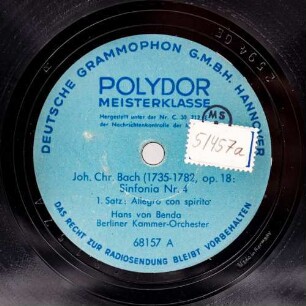 DEUTSCHE GRAMMOPHON G.M.B.H. HANNOVER
POLYDOR
MEISTERKLASSE
Hergestellt unter der Nr. C. 30
der Nachrichtenkontrolle der
MS
51457a
Joh. Chr. Bach (1735-1782, op. 18:
Sinfonia Nr. 4
1. Satz: Allegro con spirito
Hans von Benda
Berliner Kammer-Orchester
68157 A
DAS RECHT ZUR RADIOSENDUNG BLEIBT VORBEHALTEN